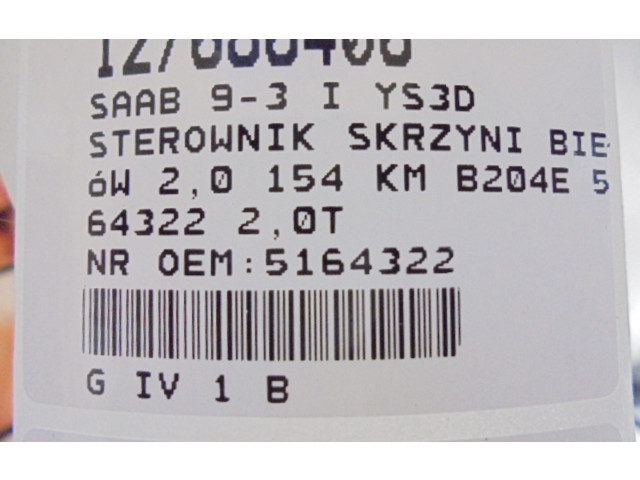 SAAB 9-3 I YS3D
STEROWNIK SKRZYNI BIE
óW 2,0 154 KM B204E 5
64322 2,0T
NR OEM:5164322
G IV 1 B